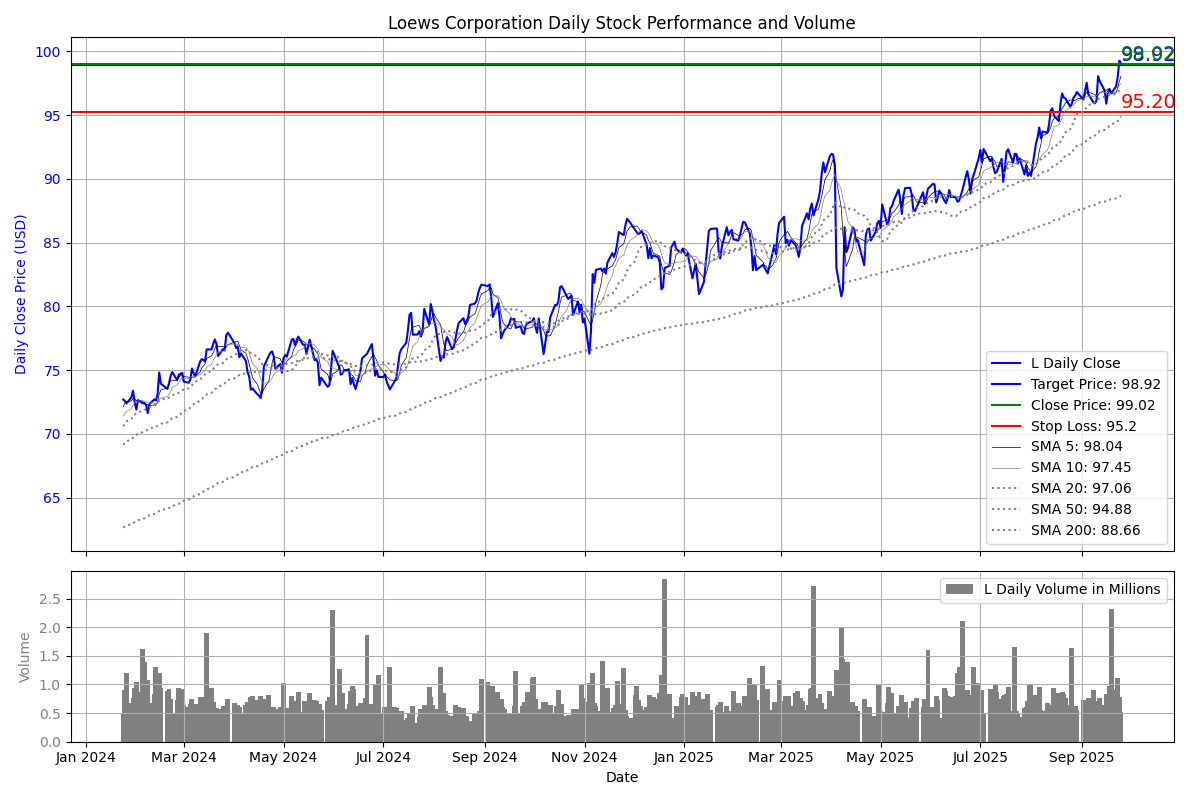 Loews Corporation Daily Stock Performance and Volume
100
95
90
85
80
75
70
65
Daily Close Price (USD)
98.92
95.20
L Daily Close
Target Price: 98.92
Close Price: 99.02
Stop Loss: 95.2
SMA 5: 98.04
SMA 10: 97.45
SMA 20: 97.06
SMA 50: 94.88
SMA 200: 88.66
2.5
2.0
1.5
1.0
0.5
0.0
Volume
L Daily Volume in Millions
Jan 2024 Mar 2024 May 2024 Jul 2024 Sep 2024 Nov 2024 Jan 2025 Mar 2025 May 2025 Jul 2025 Sep 2025
Date